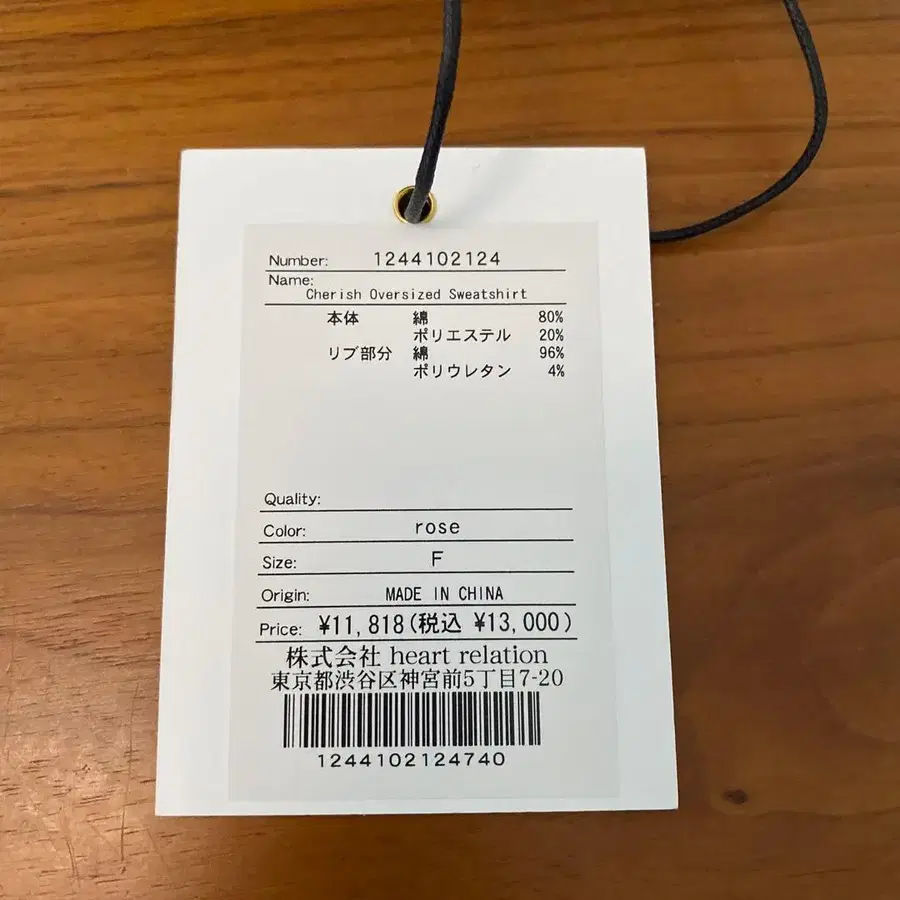 Number: 1244102124
Name:
Cherish Oversized Sweatshirt
本体 綿 80%
ポリエステル 20%
リブ部分 綿 96%
ポリウレタン 4%
Quality:
Color: rose
Size: F
Origin: MADE IN CHINA
Price: ¥11,818(税込 ¥13,000)
株式会社 heart relation
東京都渋谷区神宮前5丁目7-20
1244102124740